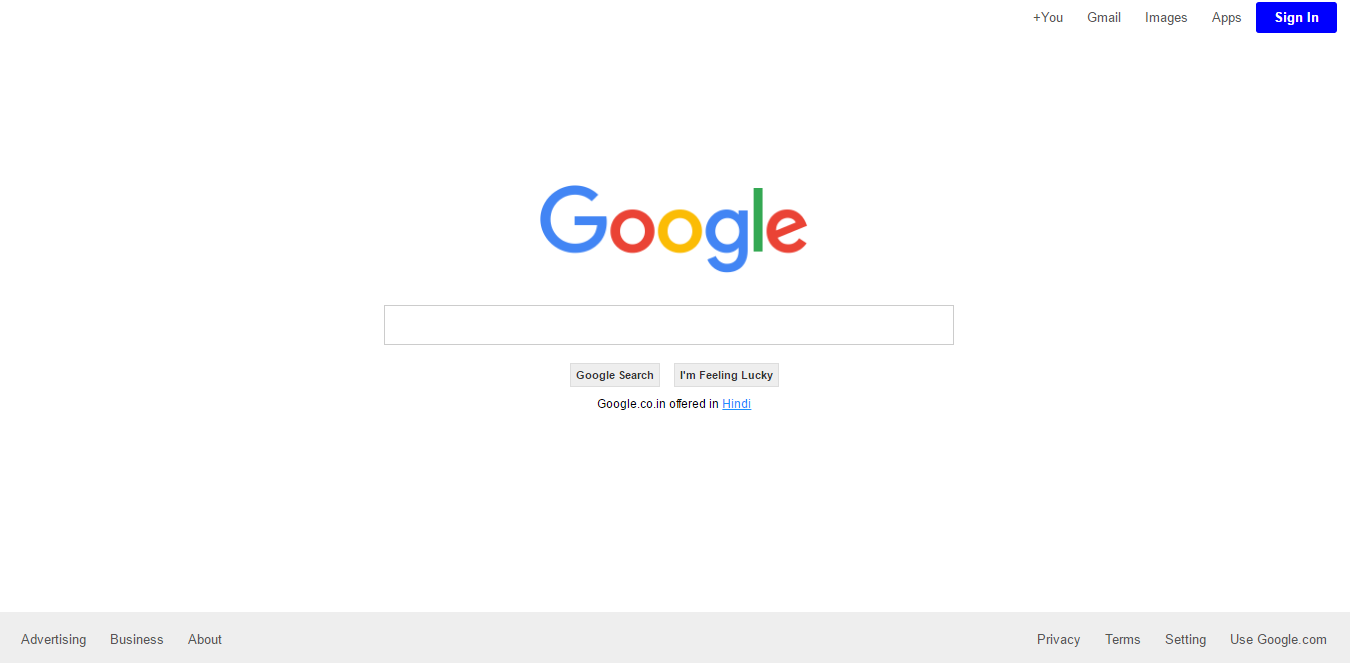 +You Gmail Images Apps Sign In
Google
Google Search I'm Feeling Lucky
Google.co.in offered in Hindi
Advertising Business About Privacy Terms Setting Use Google.com